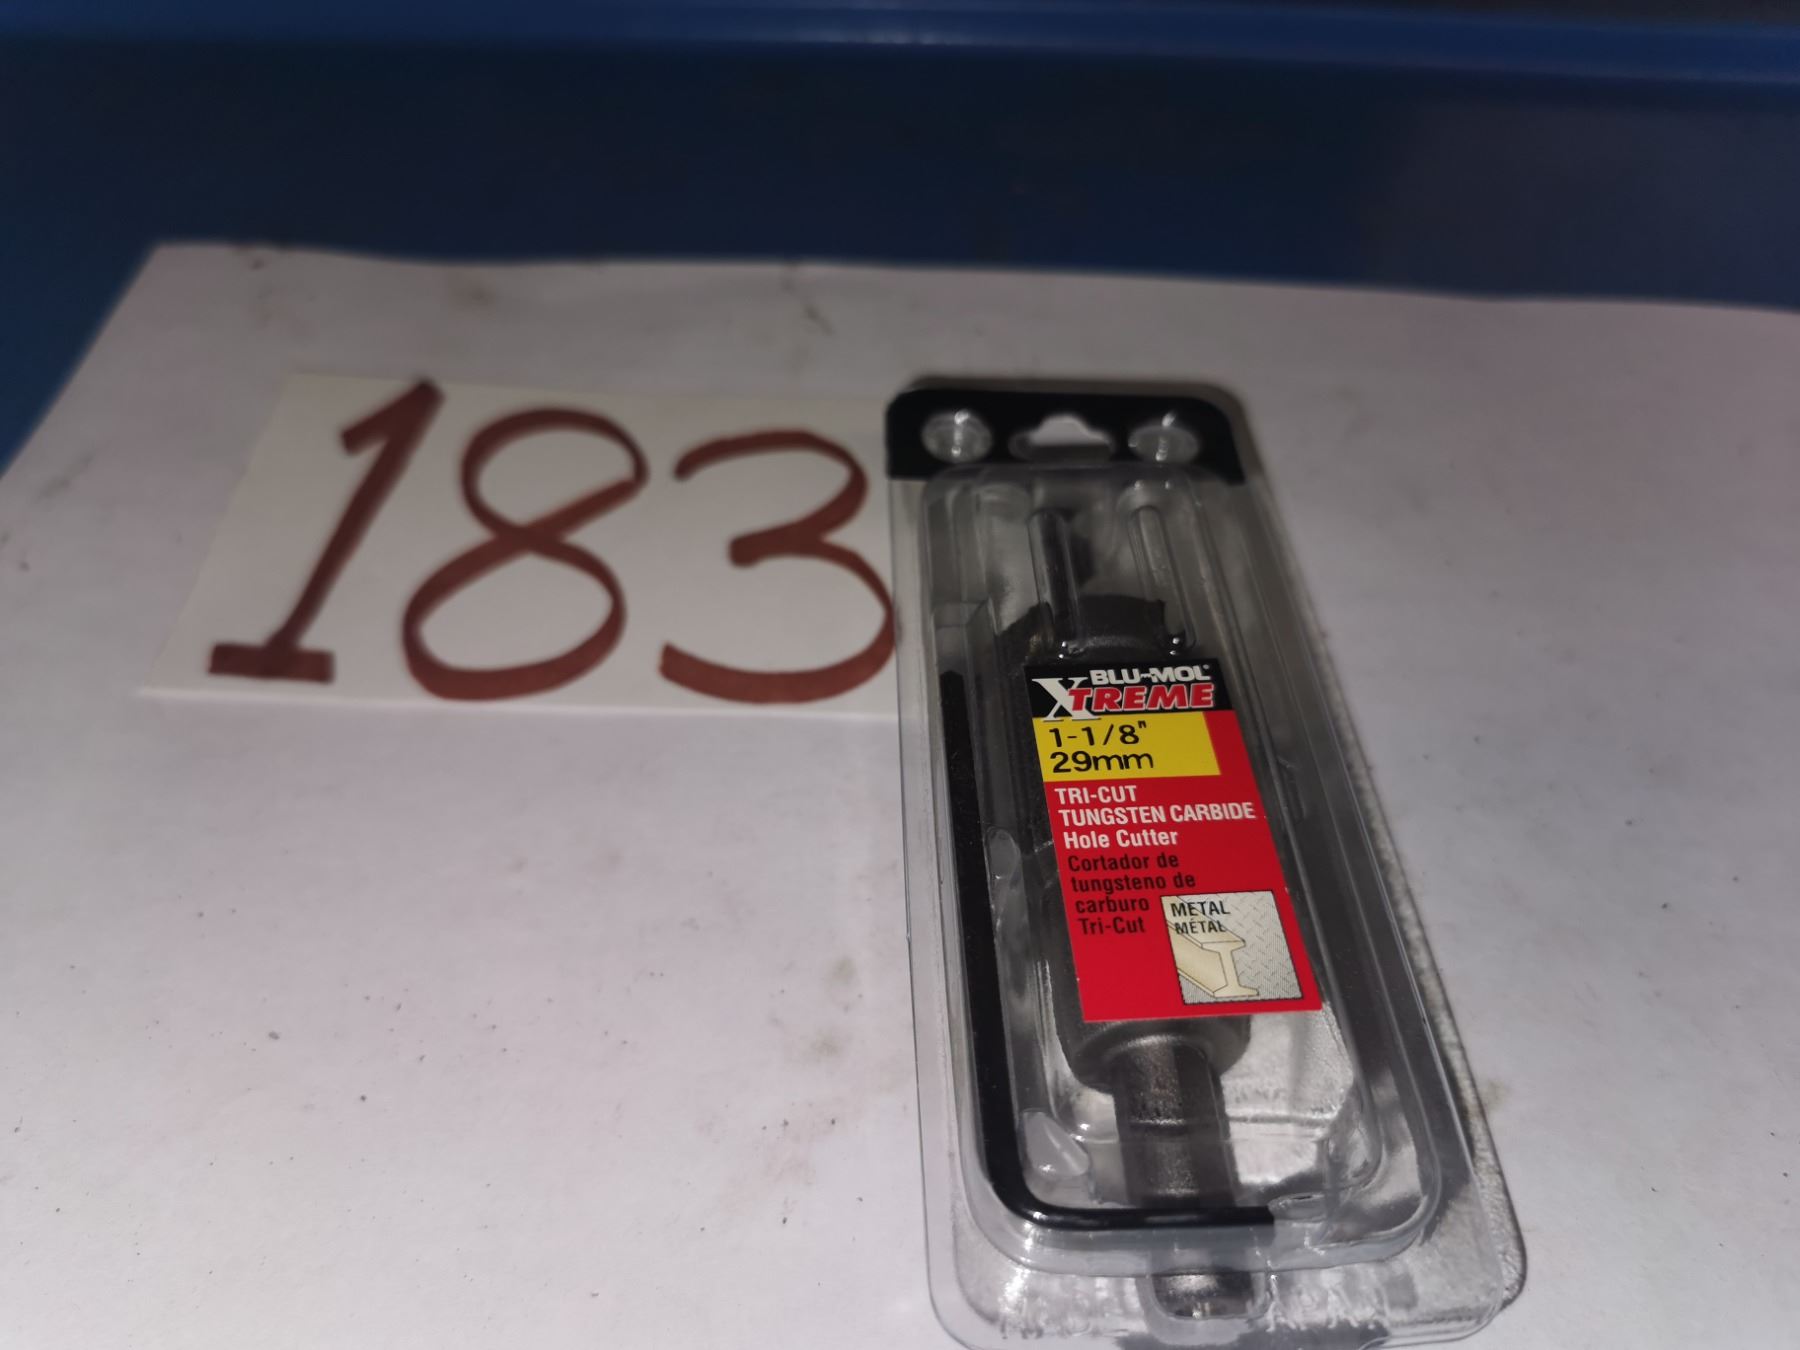 183
BLU-MOL®
XTREME
1-1/8"
29mm
TRI-CUT
TUNGSTEN CARBIDE
Hole Cutter
Cortador de
tungsteno de
carburo
Tri-Cut
METAL
MÉTAL